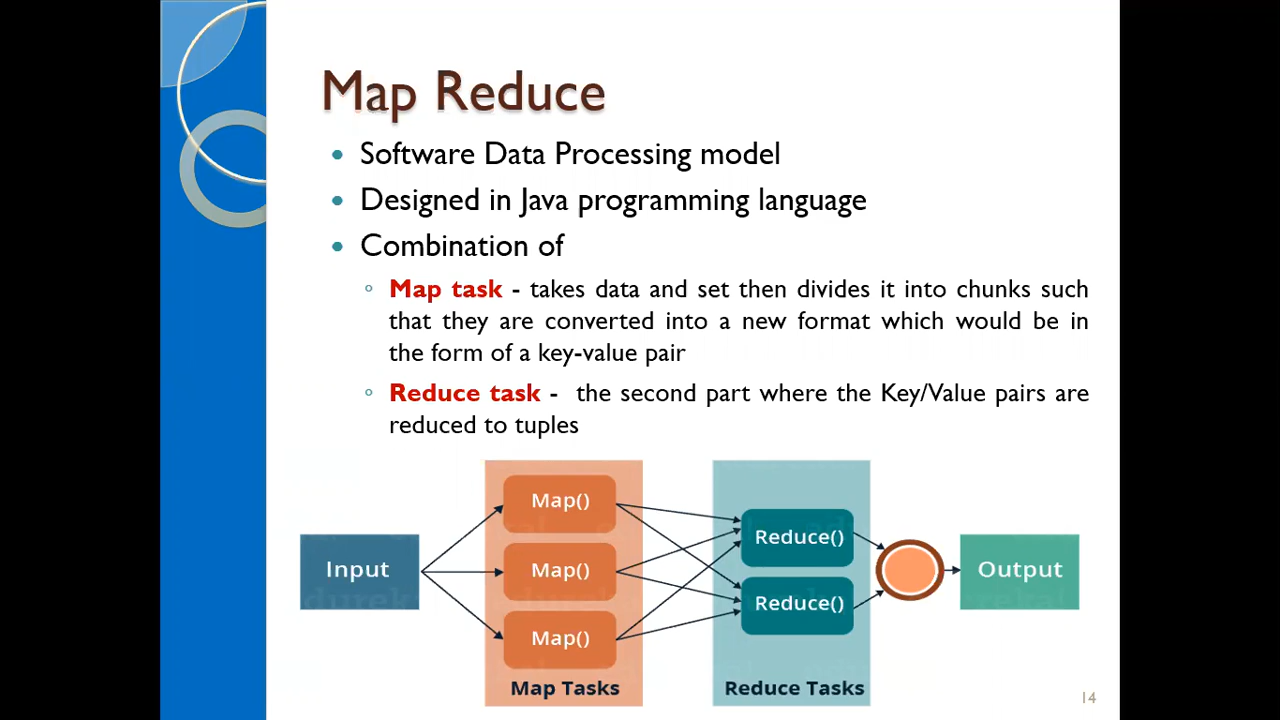 Map Reduce
Software Data Processing model
Designed in Java programming language
Combination of
Map task - takes data and set then divides it into chunks such
that they are converted into a new format which would be in
the form of a key-value pair
Reduce task - the second part where the Key/Value pairs are
reduced to tuples
Input
Map()
Map()
Map()
Map Tasks
Reduce()
Reduce()
Reduce Tasks
Output
14